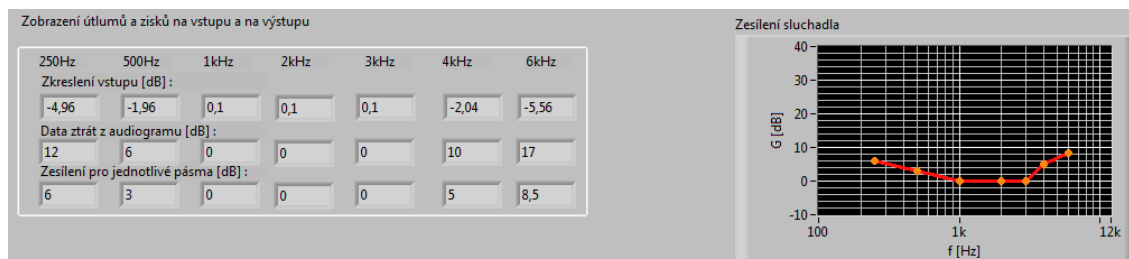 Zobrazení útlumů a zisků na vstupu a na výstupu
250Hz 500Hz 1kHz 2kHz 3kHz 4kHz 6kHz
Zkreslení vstupu [dB] :
-4,96 -1,96 0,1 0,1 0,1 -2,04 -5,56
Data ztrát z audiogramu [dB] :
12 6 0 0 0 10 17
Zesílení pro jednotlivé pásma [dB] :
6 3 0 0 0 5 8,5
Zesílení sluchadla
40
30
20
10
0
-10
G [dB]
100 1k 12k
f [Hz]